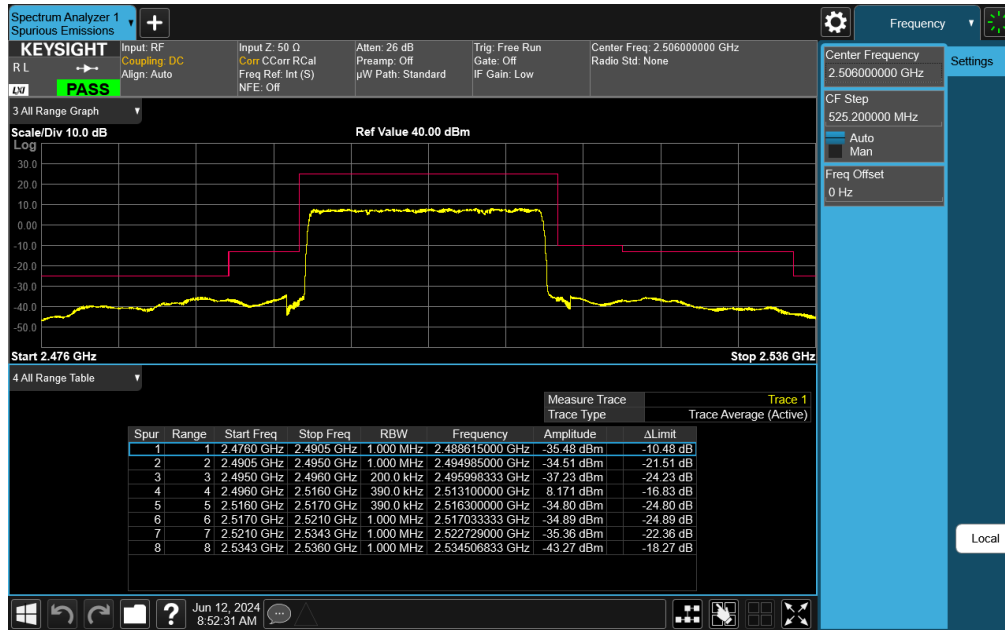 Spectrum Analyzer 1
Spurious Emissions
Frequency
KEYSIGHT
R L
LXI
PASS
Input: RF
Coupling: DC
Align: Auto
Input Z: 50 Ω
Corr CCorr RCal
Freq Ref: Int (S)
NFE: Off
Atten: 26 dB
Preamp: Off
µW Path: Standard
Trig: Free Run
Gate: Off
IF Gain: Low
Center Freq: 2.506000000 GHz
Radio Std: None
Center Frequency
2.506000000 GHz
Settings
CF Step
525.200000 MHz
Auto
Man
Freq Offset
0 Hz
Local
3 All Range Graph
Scale/Div 10.0 dB
Ref Value 40.00 dBm
Log
30.0
20.0
10.0
0.00
-10.0
-20.0
-30.0
-40.0
-50.0
Start 2.476 GHz
Stop 2.536 GHz
4 All Range Table
Measure Trace Trace 1
Trace Type Trace Average (Active)
Spur Range Start Freq Stop Freq RBW Frequency Amplitude ΔLimit
1 1 2.4760 GHz 2.4905 GHz 1.000 MHz 2.488615000 GHz -35.48 dBm -10.48 dB
2 2 2.4905 GHz 2.4950 GHz 1.000 MHz 2.494985000 GHz -34.51 dBm -21.51 dB
3 3 2.4950 GHz 2.4960 GHz 200.0 kHz 2.495998333 GHz -37.23 dBm -24.23 dB
4 4 2.4960 GHz 2.5160 GHz 390.0 kHz 2.513100000 GHz 8.171 dBm -16.83 dB
5 5 2.5160 GHz 2.5170 GHz 390.0 kHz 2.516300000 GHz -34.80 dBm -24.80 dB
6 6 2.5170 GHz 2.5210 GHz 1.000 MHz 2.517033333 GHz -34.89 dBm -24.89 dB
7 7 2.5210 GHz 2.5343 GHz 1.000 MHz 2.522729000 GHz -35.36 dBm -22.36 dB
8 8 2.5343 GHz 2.5360 GHz 1.000 MHz 2.534506833 GHz -43.27 dBm -18.27 dB
Jun 12, 2024
8:52:31 AM